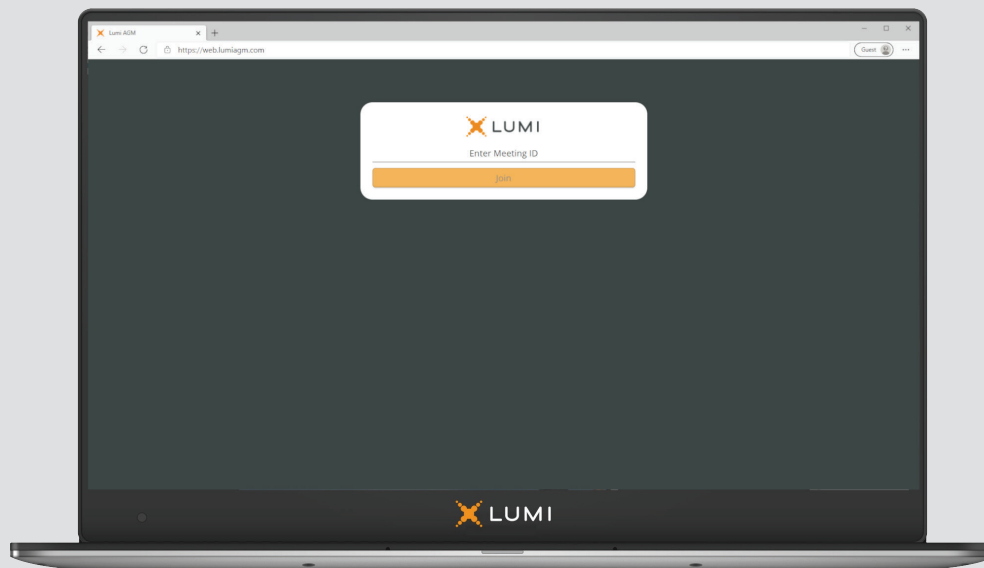 Lumi AGM
https://web.lumiagm.com
Guest
LUMI
Enter Meeting ID
Join
LUMI